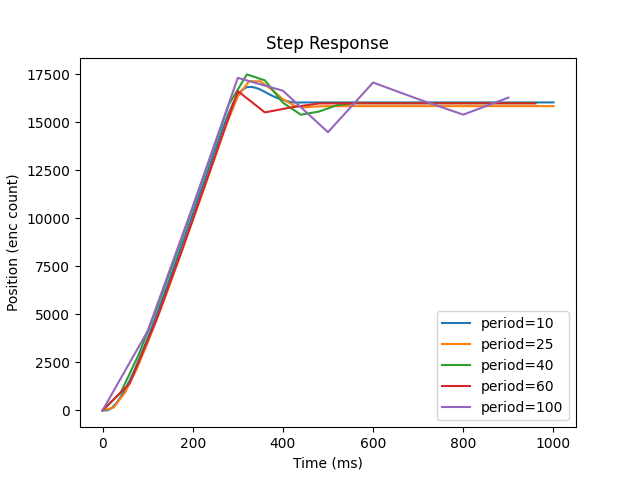 Step Response
17500
15000
12500
10000
7500
5000
2500
0
Position (enc count)
0 200 400 600 800 1000
Time (ms)
period=10
period=25
period=40
period=60
period=100